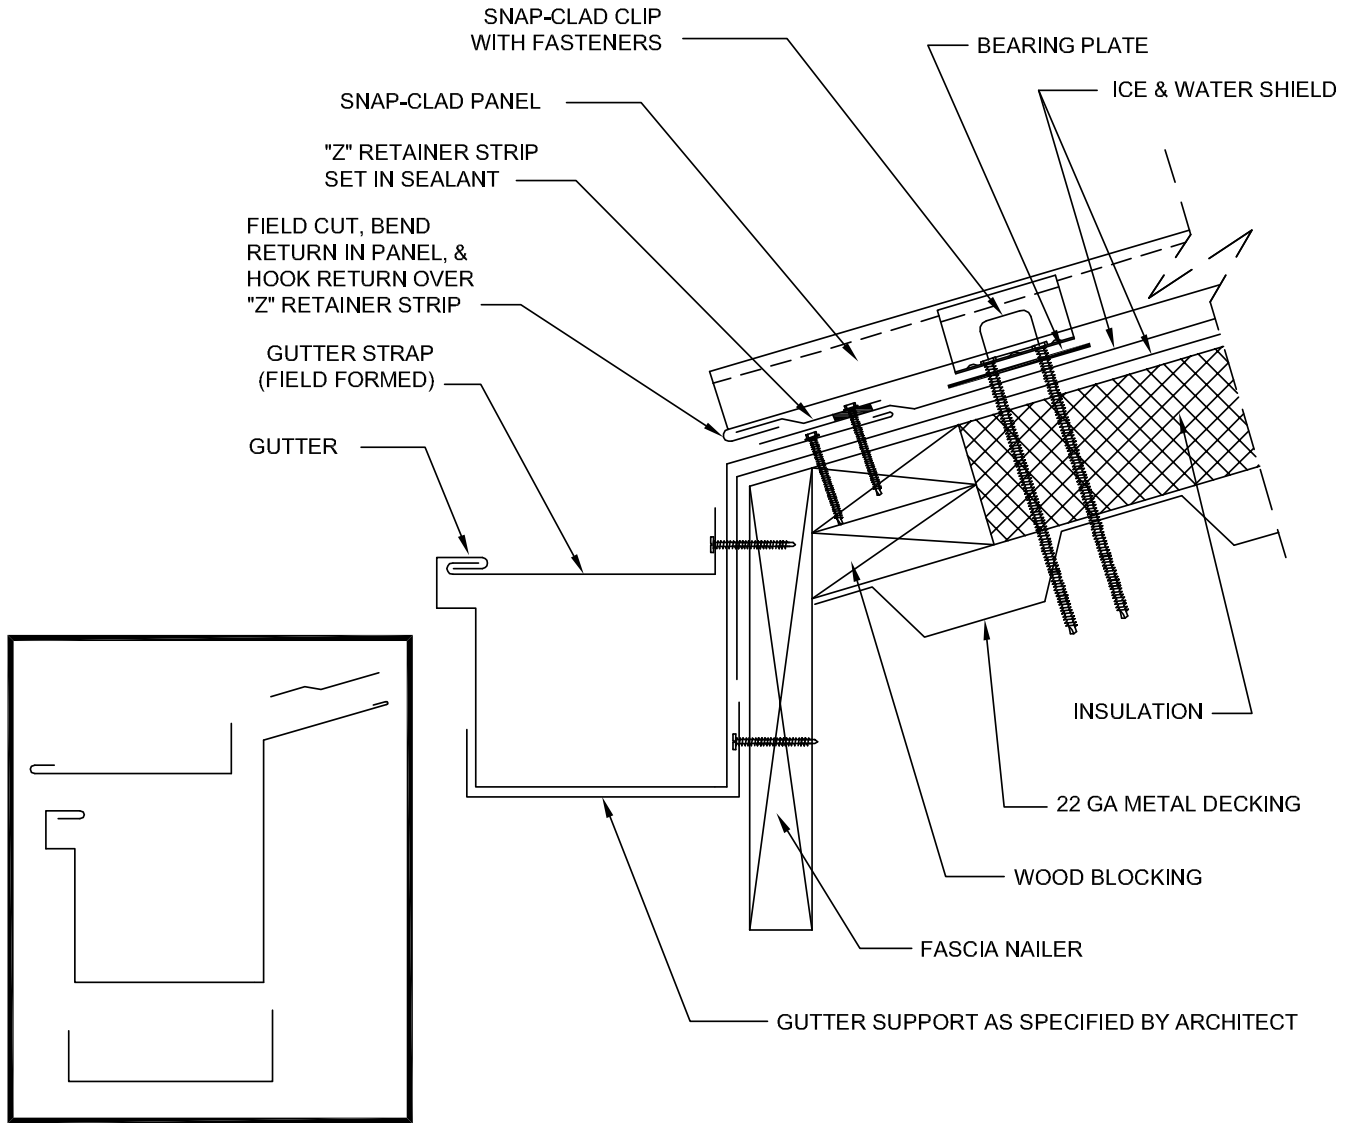 SNAP-CLAD CLIP
WITH FASTENERS
BEARING PLATE
ICE & WATER SHIELD
SNAP-CLAD PANEL
"Z" RETAINER STRIP
SET IN SEALANT
FIELD CUT, BEND
RETURN IN PANEL, &
HOOK RETURN OVER
"Z" RETAINER STRIP
GUTTER STRAP
(FIELD FORMED)
GUTTER
INSULATION
22 GA METAL DECKING
WOOD BLOCKING
FASCIA NAILER
GUTTER SUPPORT AS SPECIFIED BY ARCHITECT